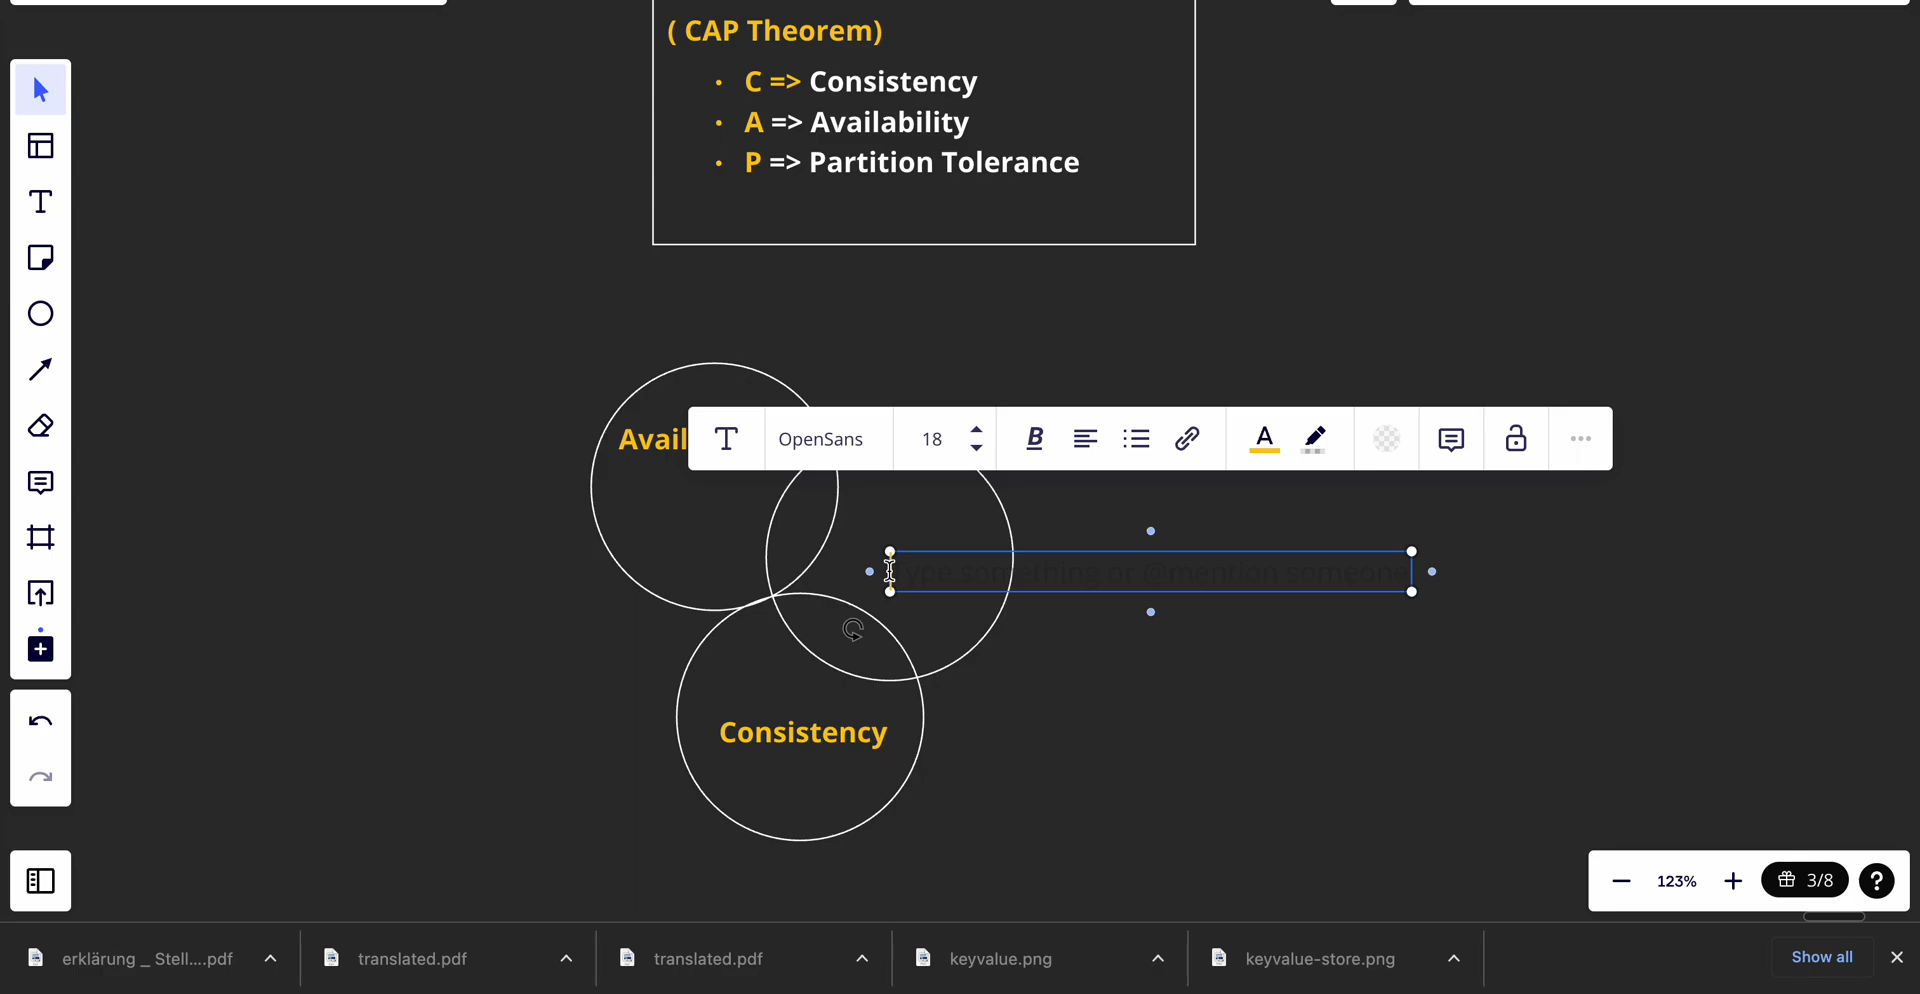 ( CAP Theorem)
• C => Consistency
• A => Availability
• P => Partition Tolerance
Avail
T OpenSans 18 B A
Type something or @mention someone
Consistency
123% 3/8 ?
erklärung _ Stell....pdf
translated.pdf
translated.pdf
keyvalue.png
keyvalue-store.png
Show all